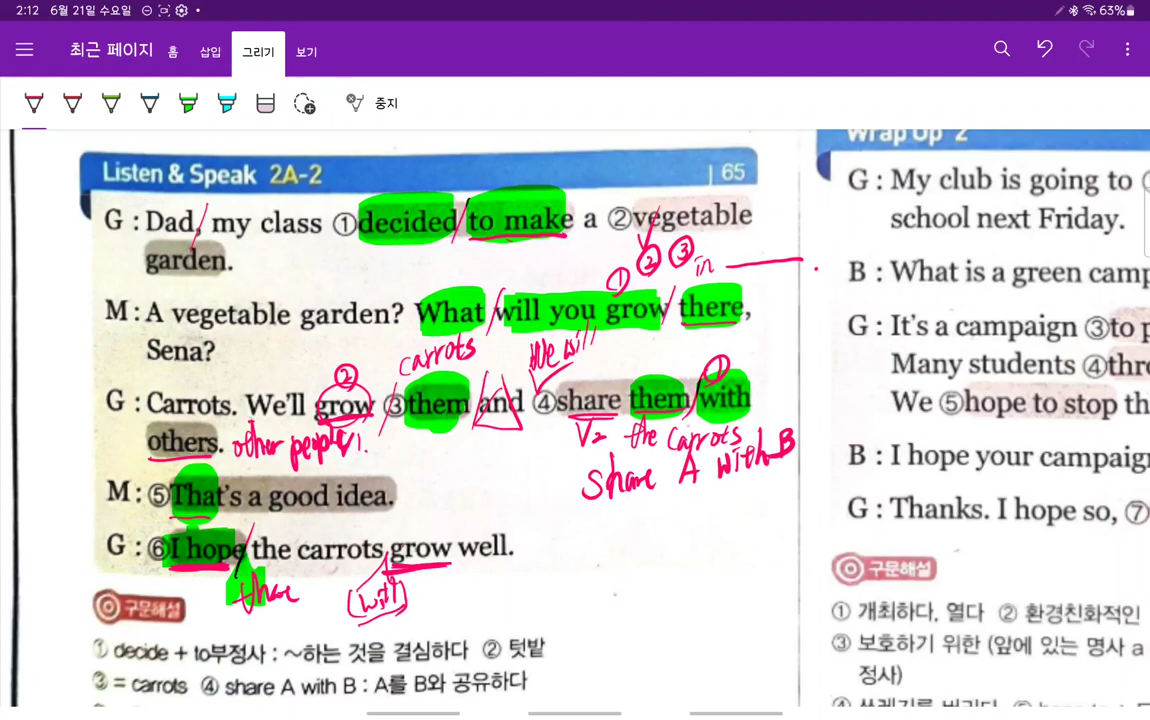 2:12 6월 21일 수요일 63%
최근 페이지 홈 삽입 그리기 보기
중지
Listen & Speak 2A-2 | 65
G : Dad, my class ①decided to make a ②vegetable
garden.
① ② ③ in
M : A vegetable garden? What will you grow there,
Sena?
carrots We will
② ①
G : Carrots. We'll grow ③them and ④share them with
others. other people V1. V2 the carrots
share A with B
M : ⑤That's a good idea.
G : ⑥I hope the carrots grow well.
that (will)
구문해설
① decide + to부정사 : ~하는 것을 결심하다 ② 텃밭
③ = carrots ④ share A with B : A를 B와 공유하다
Wrap Up 2
G : My club is going to
school next Friday.
B : What is a green camp
G : It's a campaign ③to p
Many students ④thro
We ⑤hope to stop th
B : I hope your campaig
G : Thanks. I hope so, ⑦
구문해설
① 개최하다, 열다 ② 환경친화적인
③ 보호하기 위한 (앞에 있는 명사 a
정사)